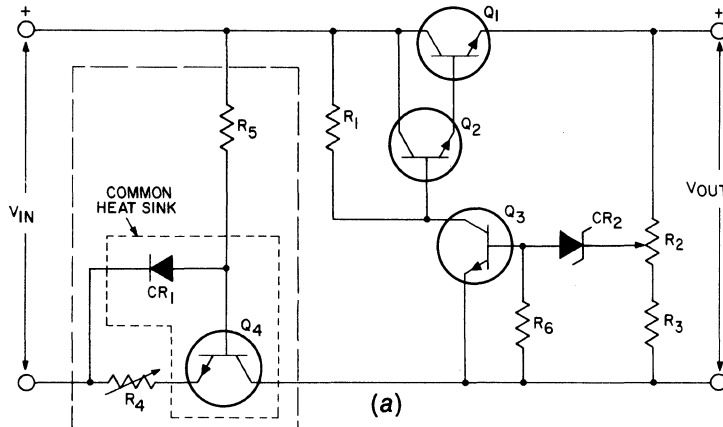 +
+
Q1
R5
R1
Q2
COMMON
HEAT SINK
VIN
VOUT
Q3
CR2
R2
CR1
Q4
R6
R3
R4
(a)